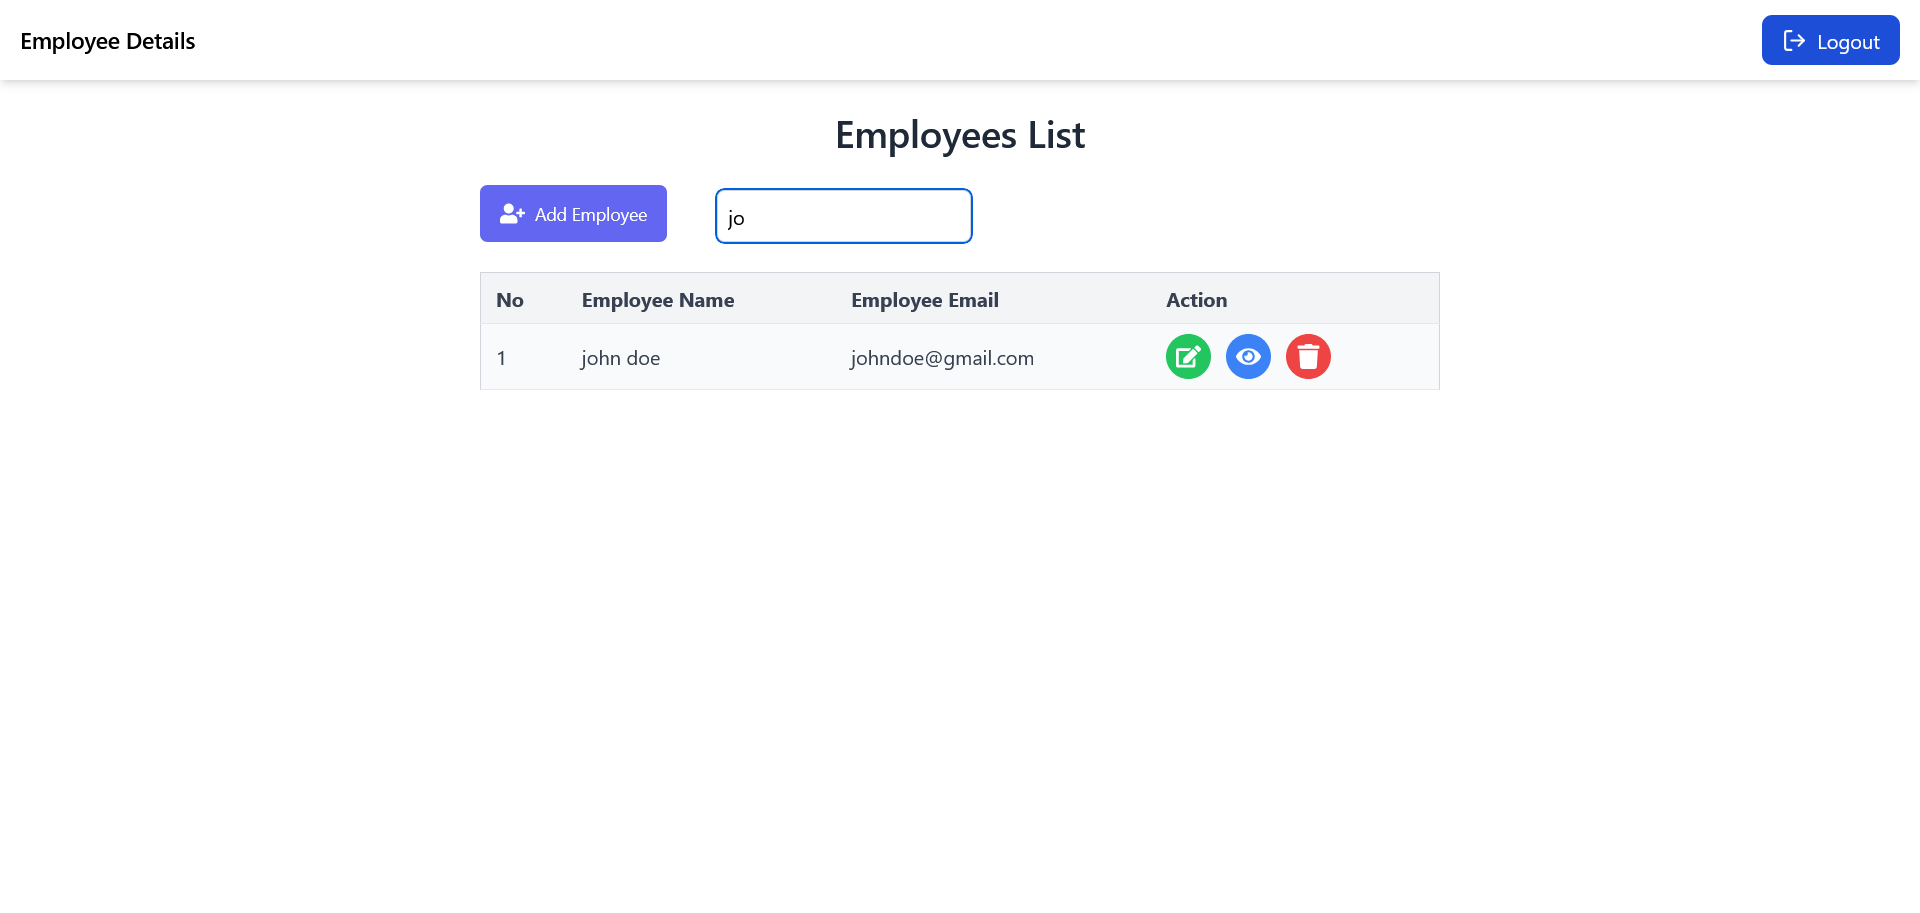 Employee Details
Logout
Employees List
Add Employee
jo
No Employee Name Employee Email Action
1 john doe johndoe@gmail.com